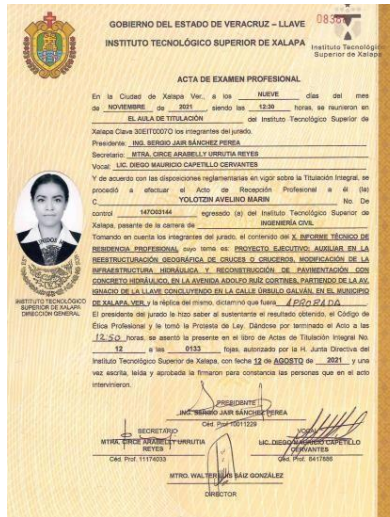 GOBIERNO DEL ESTADO DE VERACRUZ – LLAVE
INSTITUTO TECNOLÓGICO SUPERIOR DE XALAPA
Instituto Tecnológico
Superior de Xalapa
ACTA DE EXAMEN PROFESIONAL
En la Ciudad de Xalapa Ver., a los NUEVE días del mes
de NOVIEMBRE de 2021, siendo las 12:30 horas, se reunieron en
EL AULA DE TITULACIÓN del Instituto Tecnológico Superior de
Xalapa Clave 30EIT0007O los integrantes del jurado.
Presidente: ING. SERGIO JAIR SÁNCHEZ PEREA
Secretario: MTRA. CIRCE ARABELLY URRUTIA REYES
Vocal: LIC. DIEGO MAURICIO CAPETILLO CERVANTES
Y de acuerdo con las disposiciones reglamentarias en vigor sobre la Titulación Integral, se
procedió a efectuar el Acto de Recepción Profesional a él (la)
C. YOLOTZIN AVELINO MARIN No. De
control 147O03144 egresado (a) del Instituto Tecnológico Superior de
Xalapa, pasante de la carrera de INGENIERÍA CIVIL
Tomando en cuenta los integrantes del jurado, el contenido del X. INFORME TÉCNICO DE
RESIDENCIA PROFESIONAL cuyo tema es: PROYECTO EJECUTIVO: AUXILIAR EN LA
REESTRUCTURACIÓN GEOGRÁFICA DE CRUCES O CRUCEROS, MODIFICACIÓN DE LA
INFRAESTRUCTURA HIDRÁULICA Y RECONSTRUCCIÓN DE PAVIMENTACIÓN CON
CONCRETO HIDRÁULICO, EN LA AVENIDA ADOLFO RUÍZ CORTINES, PARTIENDO DE LA AV.
IGNACIO DE LA LLAVE CONCLUYENDO EN LA CALLE ÚRSULO GALVÁN, EN EL MUNICIPIO
DE XALAPA, VER, y la réplica del mismo, dictaminó que fuera APROBADA
INSTITUTO TECNOLÓGICO
SUPERIOR DE XALAPA
DIRECCIÓN GENERAL
El presidente del jurado le hizo saber al sustentante el resultado obtenido, el Código de
Ética Profesional y le tomó la Protesta de Ley. Dándose por terminado el Acto a las
1250 horas, se asentó la presente en el libro de Actas de Titulación Integral No.
12 a las 0133 fojas, autorizado por la H. Junta Directiva del
Instituto Tecnológico Superior de Xalapa, con fecha 12 de AGOSTO de 2021 y una
vez escrita, leída y aprobada la firmaron para constancia las personas que en el acto
intervinieron.
PRESIDENTE
ING. SERGIO JAIR SÁNCHEZ PEREA
Céd. Prof 10011229
SECRETARIO
MTRA. CIRCE ARABELLY URRUTIA
REYES
Céd. Prof. 11174033
VOCAL
LIC. DIEGO MAURICIO CAPETILLO
CERVANTES
Céd. Prof. 8417686
MTRO. WALTER LUIS SÁIZ GONZÁLEZ
DIRECTOR